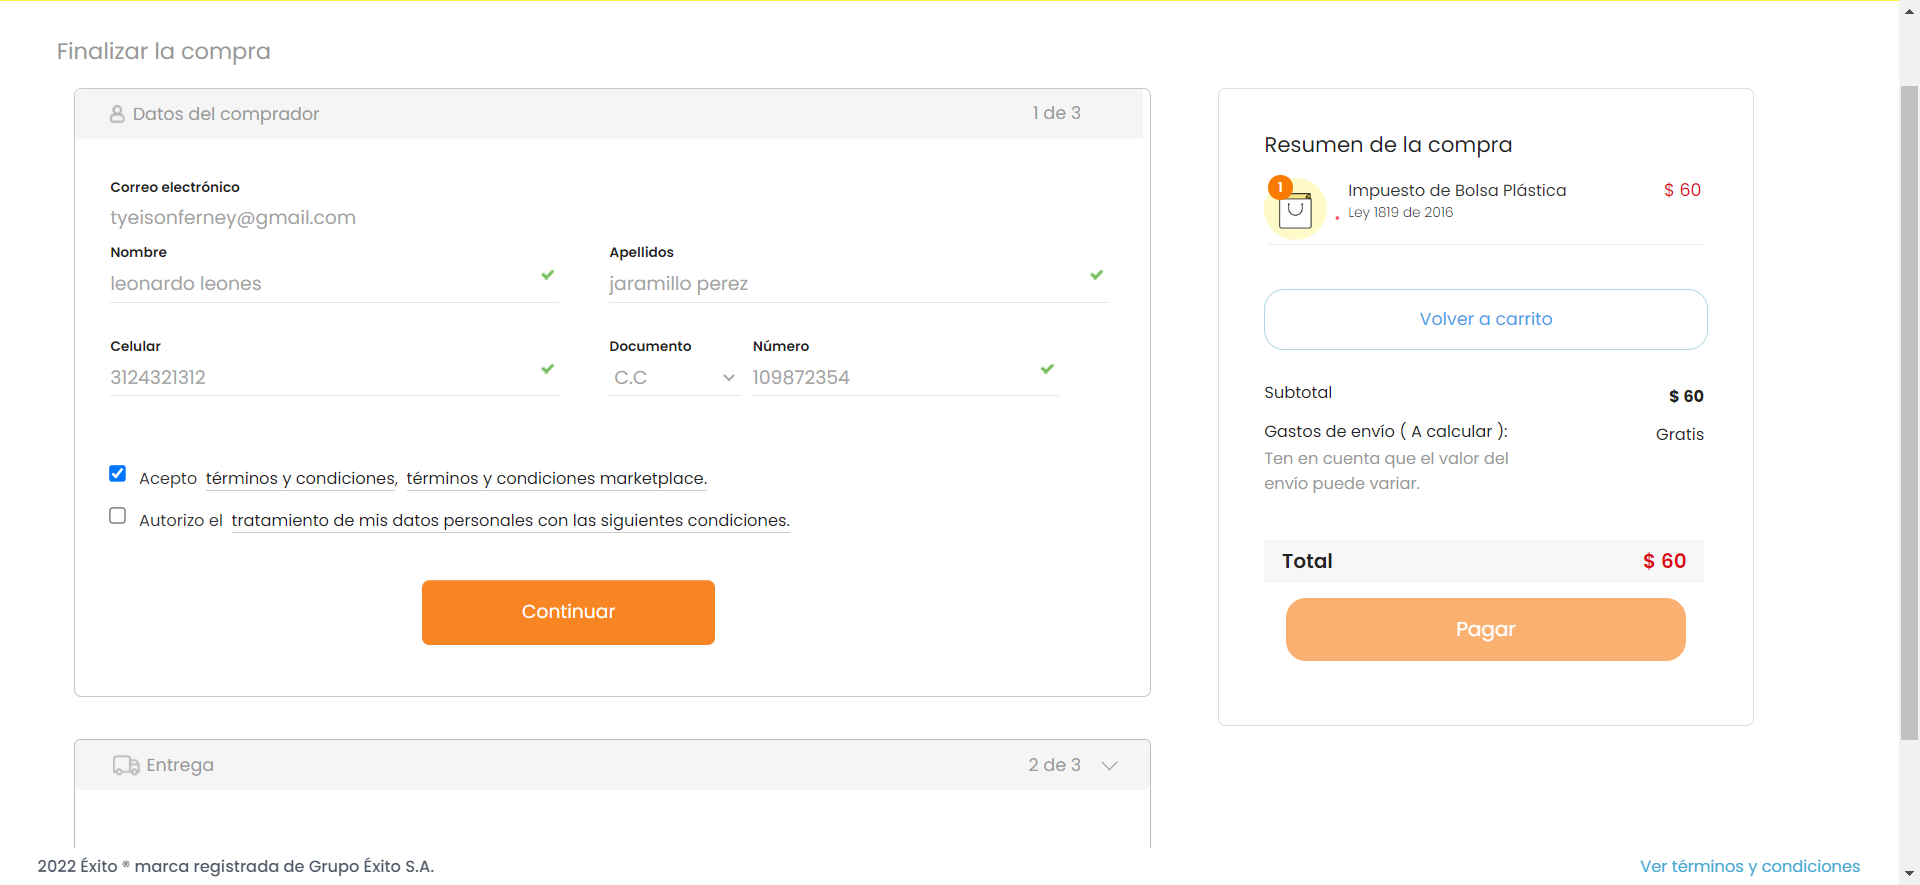 Finalizar la compra
Datos del comprador
1 de 3
Correo electrónico
tyeisonferney@gmail.com
Nombre
leonardo leones
Apellidos
jaramillo perez
Celular
3124321312
Documento
C.C
Número
109872354
Acepto términos y condiciones, términos y condiciones marketplace.
Autorizo el tratamiento de mis datos personales con las siguientes condiciones.
Continuar
Entrega
2 de 3
Resumen de la compra
1
Impuesto de Bolsa Plástica
$ 60
Ley 1819 de 2016
Volver a carrito
Subtotal
$ 60
Gastos de envío ( A calcular ):
Gratis
Ten en cuenta que el valor del
envío puede variar.
Total
$ 60
Pagar
2022 Éxito ® marca registrada de Grupo Éxito S.A.
Ver términos y condiciones